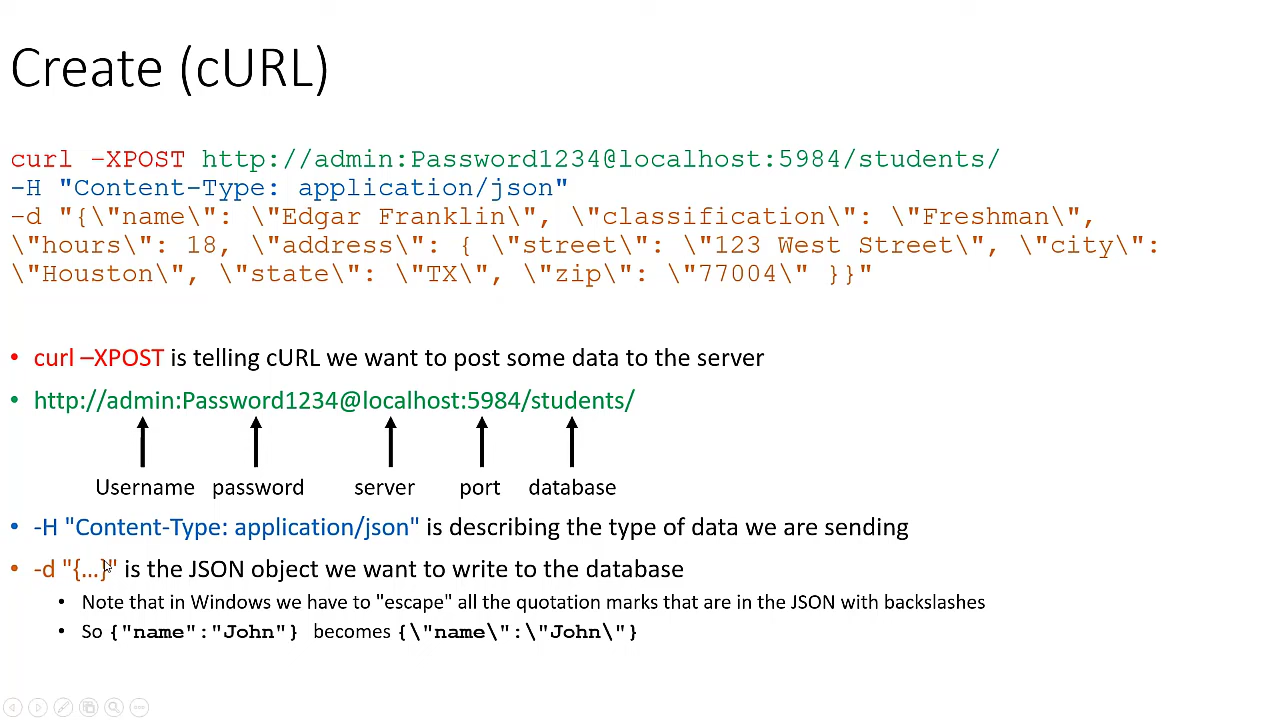 Create (cURL)
curl –XPOST http://admin:Password1234@localhost:5984/students/
-H "Content-Type: application/json"
–d "{\"name\": \"Edgar Franklin\", \"classification\": \"Freshman\",
\"hours\": 18, \"address\": { \"street\": \"123 West Street\", \"city\":
\"Houston\", \"state\": \"TX\", \"zip\": \"77004\" }}"
• curl –XPOST is telling cURL we want to post some data to the server
• http://admin:Password1234@localhost:5984/students/
Username password server port database
• -H "Content-Type: application/json" is describing the type of data we are sending
• -d "{…}" is the JSON object we want to write to the database
• Note that in Windows we have to "escape" all the quotation marks that are in the JSON with backslashes
• So {"name":"John"} becomes {\"name\":\"John\"}